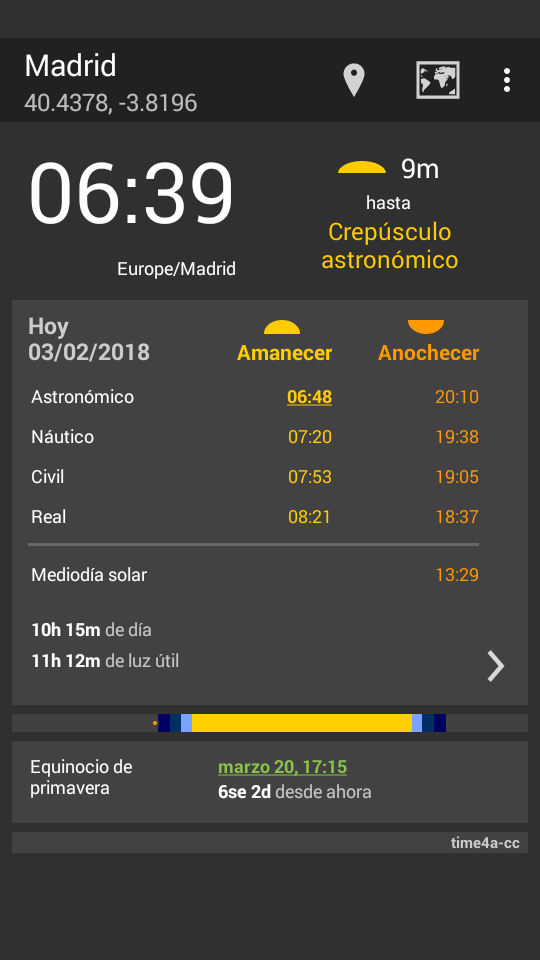 Madrid
40.4378, -3.8196
06:39
Europe/Madrid
9m
hasta
Crepúsculo
astronómico
Hoy
03/02/2018
Amanecer
Anochecer
Astronómico 06:48 20:10
Náutico 07:20 19:38
Civil 07:53 19:05
Real 08:21 18:37
Mediodía solar 13:29
10h 15m de día
11h 12m de luz útil
Equinocio de
primavera
marzo 20, 17:15
6se 2d desde ahora
time4a-cc